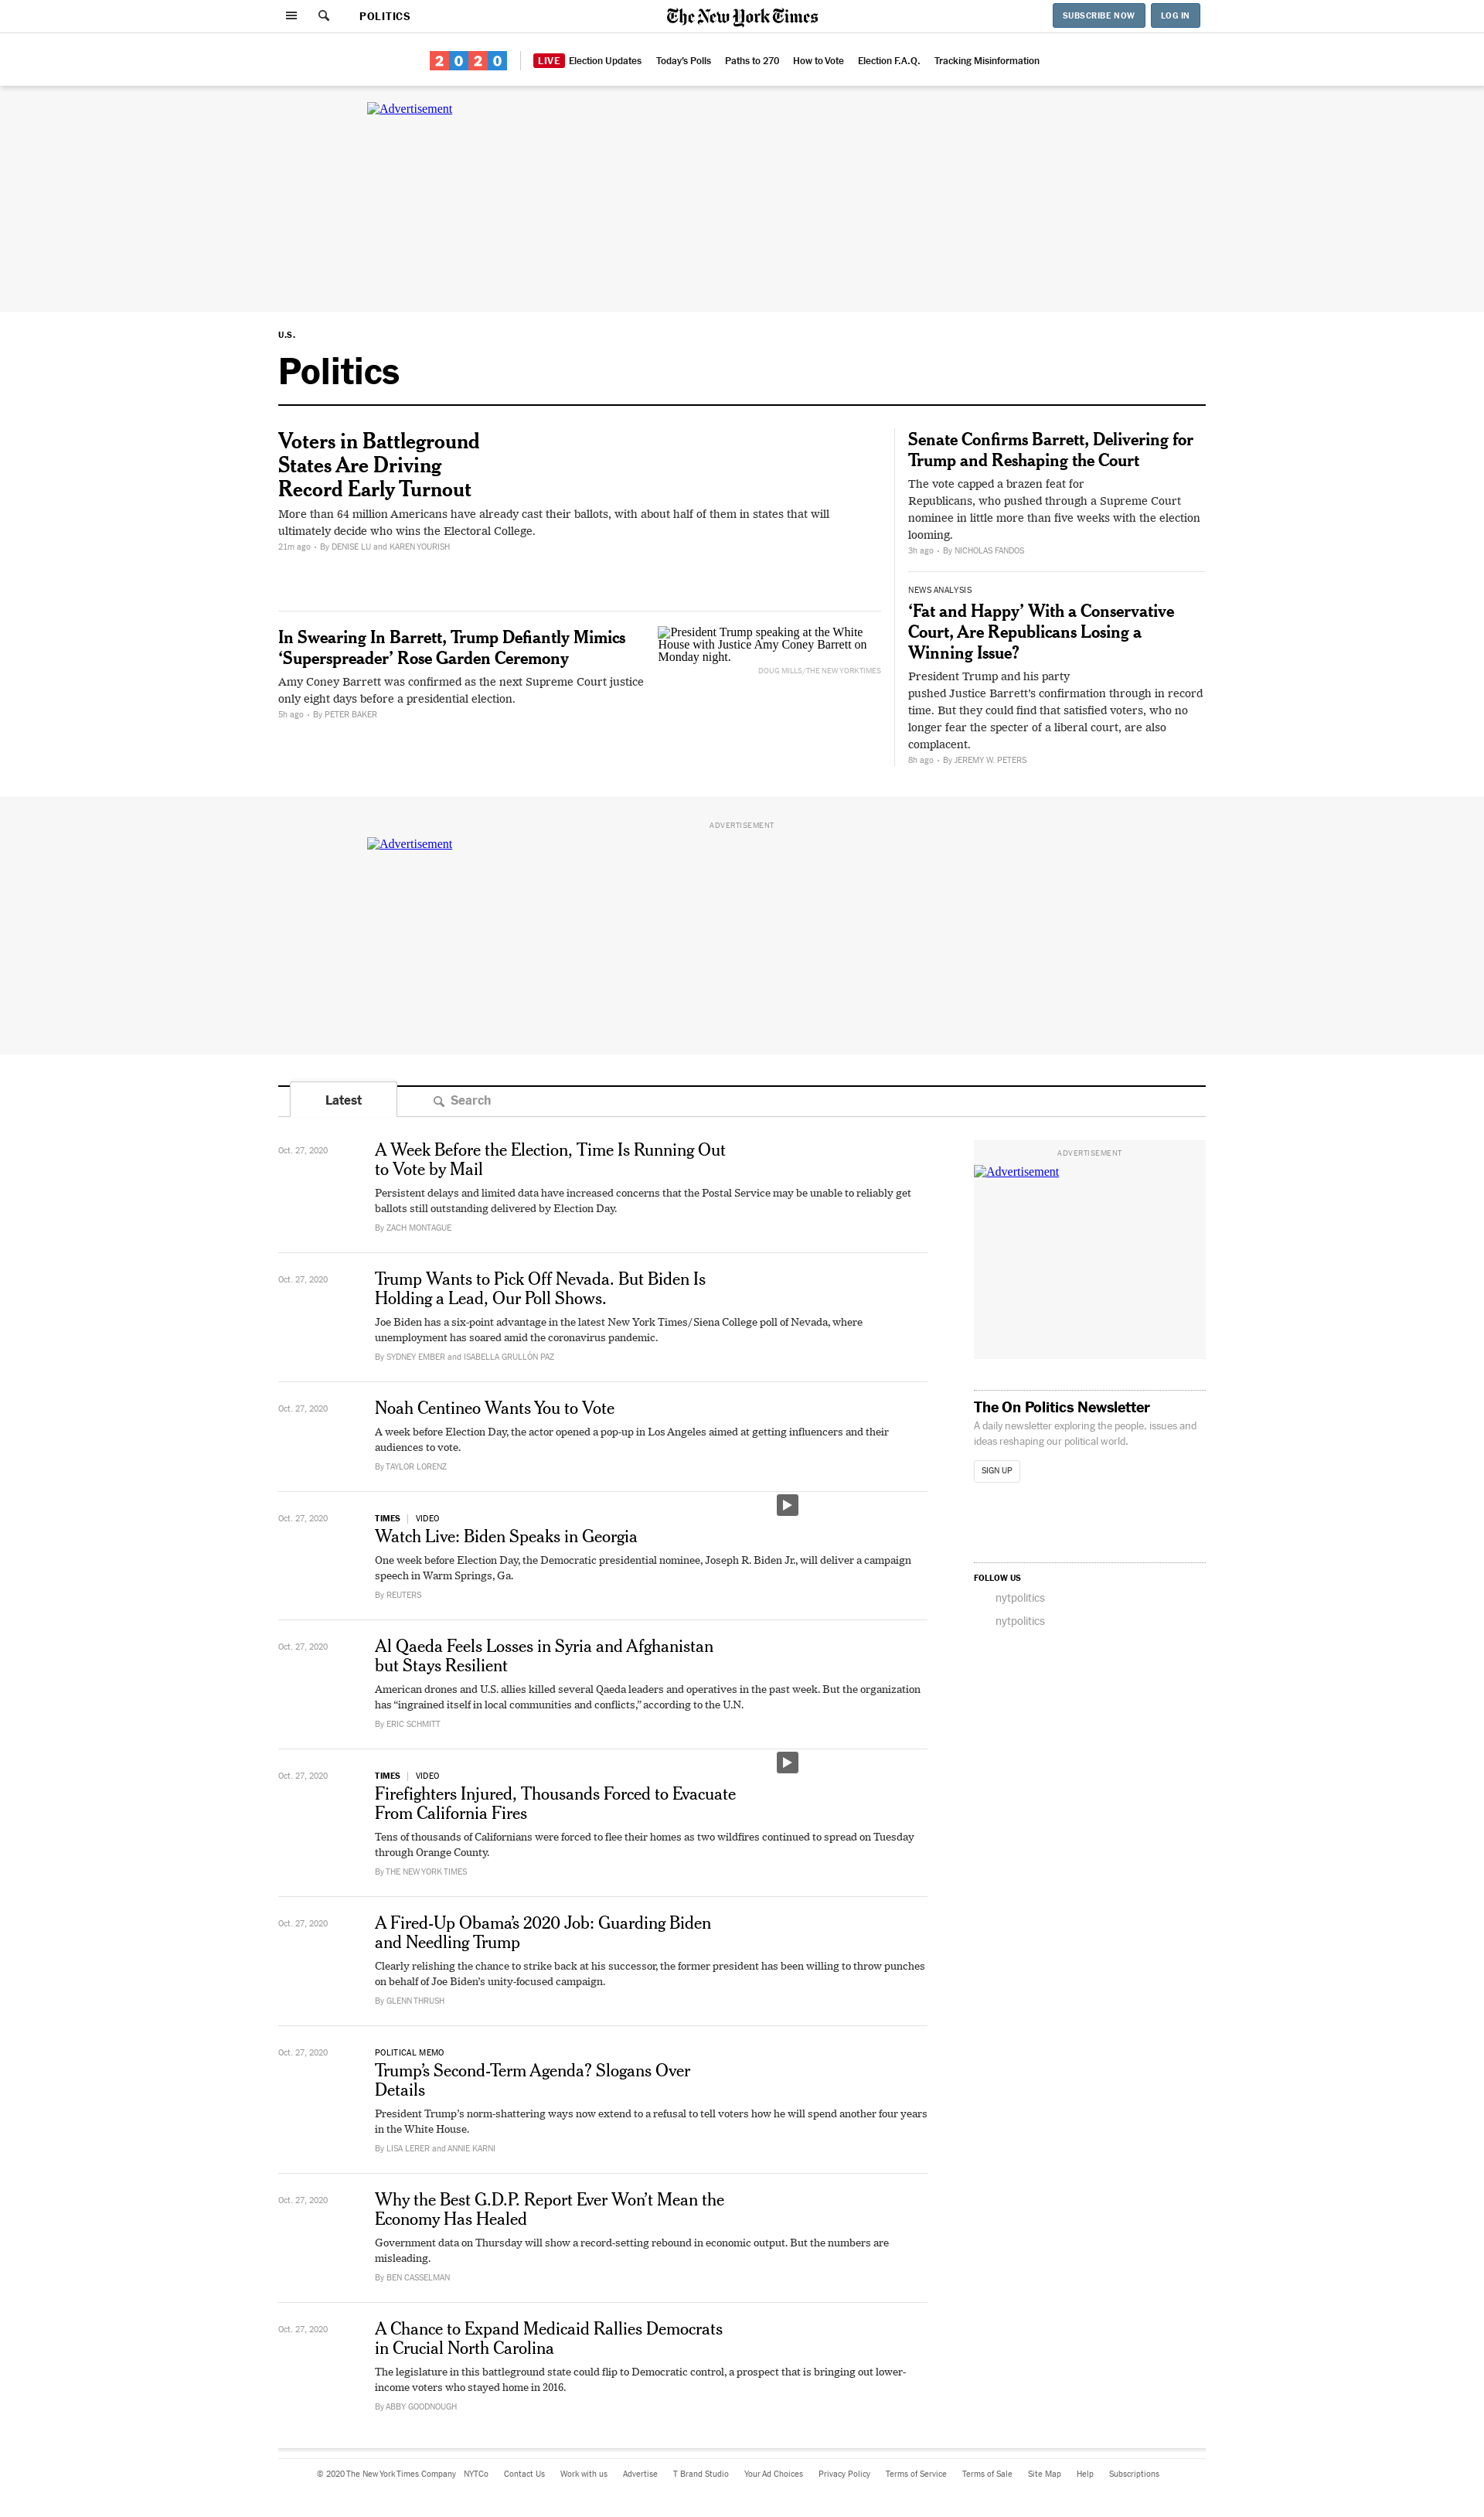 POLITICS
The New York Times
SUBSCRIBE NOW
LOG IN
2020
LIVE Election Updates
Today's Polls
Paths to 270
How to Vote
Election F.A.Q.
Tracking Misinformation
Advertisement
U.S.
Politics
Voters in Battleground
States Are Driving
Record Early Turnout
More than 64 million Americans have already cast their ballots, with about half of them in states that will
ultimately decide who wins the Electoral College.
21m ago • By DENISE LU and KAREN YOURISH
In Swearing In Barrett, Trump Defiantly Mimics
‘Superspreader’ Rose Garden Ceremony
Amy Coney Barrett was confirmed as the next Supreme Court justice
only eight days before a presidential election.
5h ago • By PETER BAKER
President Trump speaking at the White
House with Justice Amy Coney Barrett on
Monday night.
DOUG MILLS/THE NEW YORK TIMES
Senate Confirms Barrett, Delivering for
Trump and Reshaping the Court
The vote capped a brazen feat for
Republicans, who pushed through a Supreme Court
nominee in little more than five weeks with the election
looming.
3h ago • By NICHOLAS FANDOS
NEWS ANALYSIS
‘Fat and Happy’ With a Conservative
Court, Are Republicans Losing a
Winning Issue?
President Trump and his party
pushed Justice Barrett’s confirmation through in record
time. But they could find that satisfied voters, who no
longer fear the specter of a liberal court, are also
complacent.
8h ago • By JEREMY W. PETERS
ADVERTISEMENT
Advertisement
Latest
Search
Oct. 27, 2020
A Week Before the Election, Time Is Running Out
to Vote by Mail
Persistent delays and limited data have increased concerns that the Postal Service may be unable to reliably get
ballots still outstanding delivered by Election Day.
By ZACH MONTAGUE
Oct. 27, 2020
Trump Wants to Pick Off Nevada. But Biden Is
Holding a Lead, Our Poll Shows.
Joe Biden has a six-point advantage in the latest New York Times/Siena College poll of Nevada, where
unemployment has soared amid the coronavirus pandemic.
By SYDNEY EMBER and ISABELLA GRULLÓN PAZ
Oct. 27, 2020
Noah Centineo Wants You to Vote
A week before Election Day, the actor opened a pop-up in Los Angeles aimed at getting influencers and their
audiences to vote.
By TAYLOR LORENZ
Oct. 27, 2020
TIMES | VIDEO
Watch Live: Biden Speaks in Georgia
One week before Election Day, the Democratic presidential nominee, Joseph R. Biden Jr., will deliver a campaign
speech in Warm Springs, Ga.
By REUTERS
Oct. 27, 2020
Al Qaeda Feels Losses in Syria and Afghanistan
but Stays Resilient
American drones and U.S. allies killed several Qaeda leaders and operatives in the past week. But the organization
has “ingrained itself in local communities and conflicts,” according to the U.N.
By ERIC SCHMITT
Oct. 27, 2020
TIMES | VIDEO
Firefighters Injured, Thousands Forced to Evacuate
From California Fires
Tens of thousands of Californians were forced to flee their homes as two wildfires continued to spread on Tuesday
through Orange County.
By THE NEW YORK TIMES
Oct. 27, 2020
A Fired-Up Obama’s 2020 Job: Guarding Biden
and Needling Trump
Clearly relishing the chance to strike back at his successor, the former president has been willing to throw punches
on behalf of Joe Biden’s unity-focused campaign.
By GLENN THRUSH
Oct. 27, 2020
POLITICAL MEMO
Trump’s Second-Term Agenda? Slogans Over
Details
President Trump’s norm-shattering ways now extend to a refusal to tell voters how he will spend another four years
in the White House.
By LISA LERER and ANNIE KARNI
Oct. 27, 2020
Why the Best G.D.P. Report Ever Won’t Mean the
Economy Has Healed
Government data on Thursday will show a record-setting rebound in economic output. But the numbers are
misleading.
By BEN CASSELMAN
Oct. 27, 2020
A Chance to Expand Medicaid Rallies Democrats
in Crucial North Carolina
The legislature in this battleground state could flip to Democratic control, a prospect that is bringing out lower-
income voters who stayed home in 2016.
By ABBY GOODNOUGH
ADVERTISEMENT
Advertisement
The On Politics Newsletter
A daily newsletter exploring the people, issues and
ideas reshaping our political world.
SIGN UP
FOLLOW US
nytpolitics
nytpolitics
© 2020 The New York Times Company
NYTCo
Contact Us
Work with us
Advertise
T Brand Studio
Your Ad Choices
Privacy Policy
Terms of Service
Terms of Sale
Site Map
Help
Subscriptions